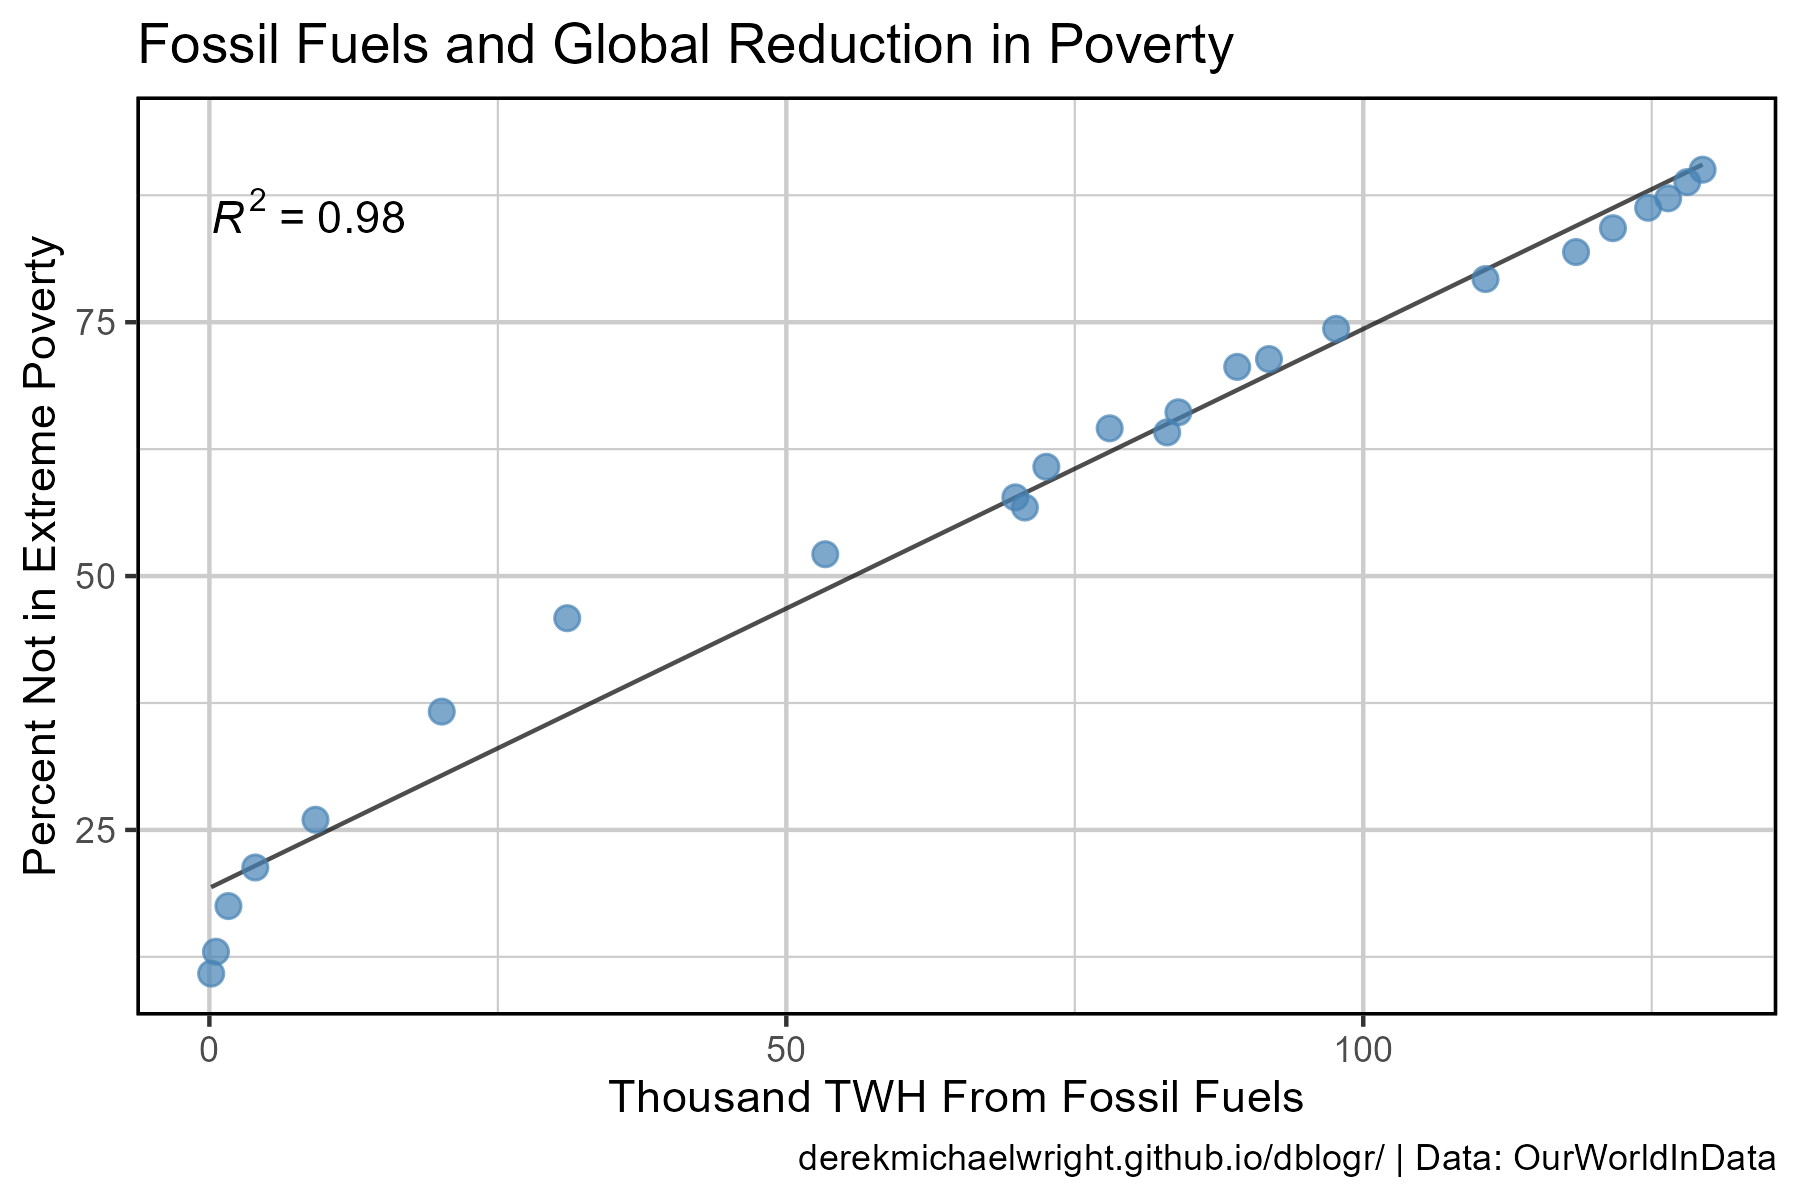 Fossil Fuels and Global Reduction in Poverty
R² = 0.98
Percent Not in Extreme Poverty
75
50
25
0 50 100
Thousand TWH From Fossil Fuels
derekmichaelwright.github.io/dblogr/ | Data: OurWorldInData